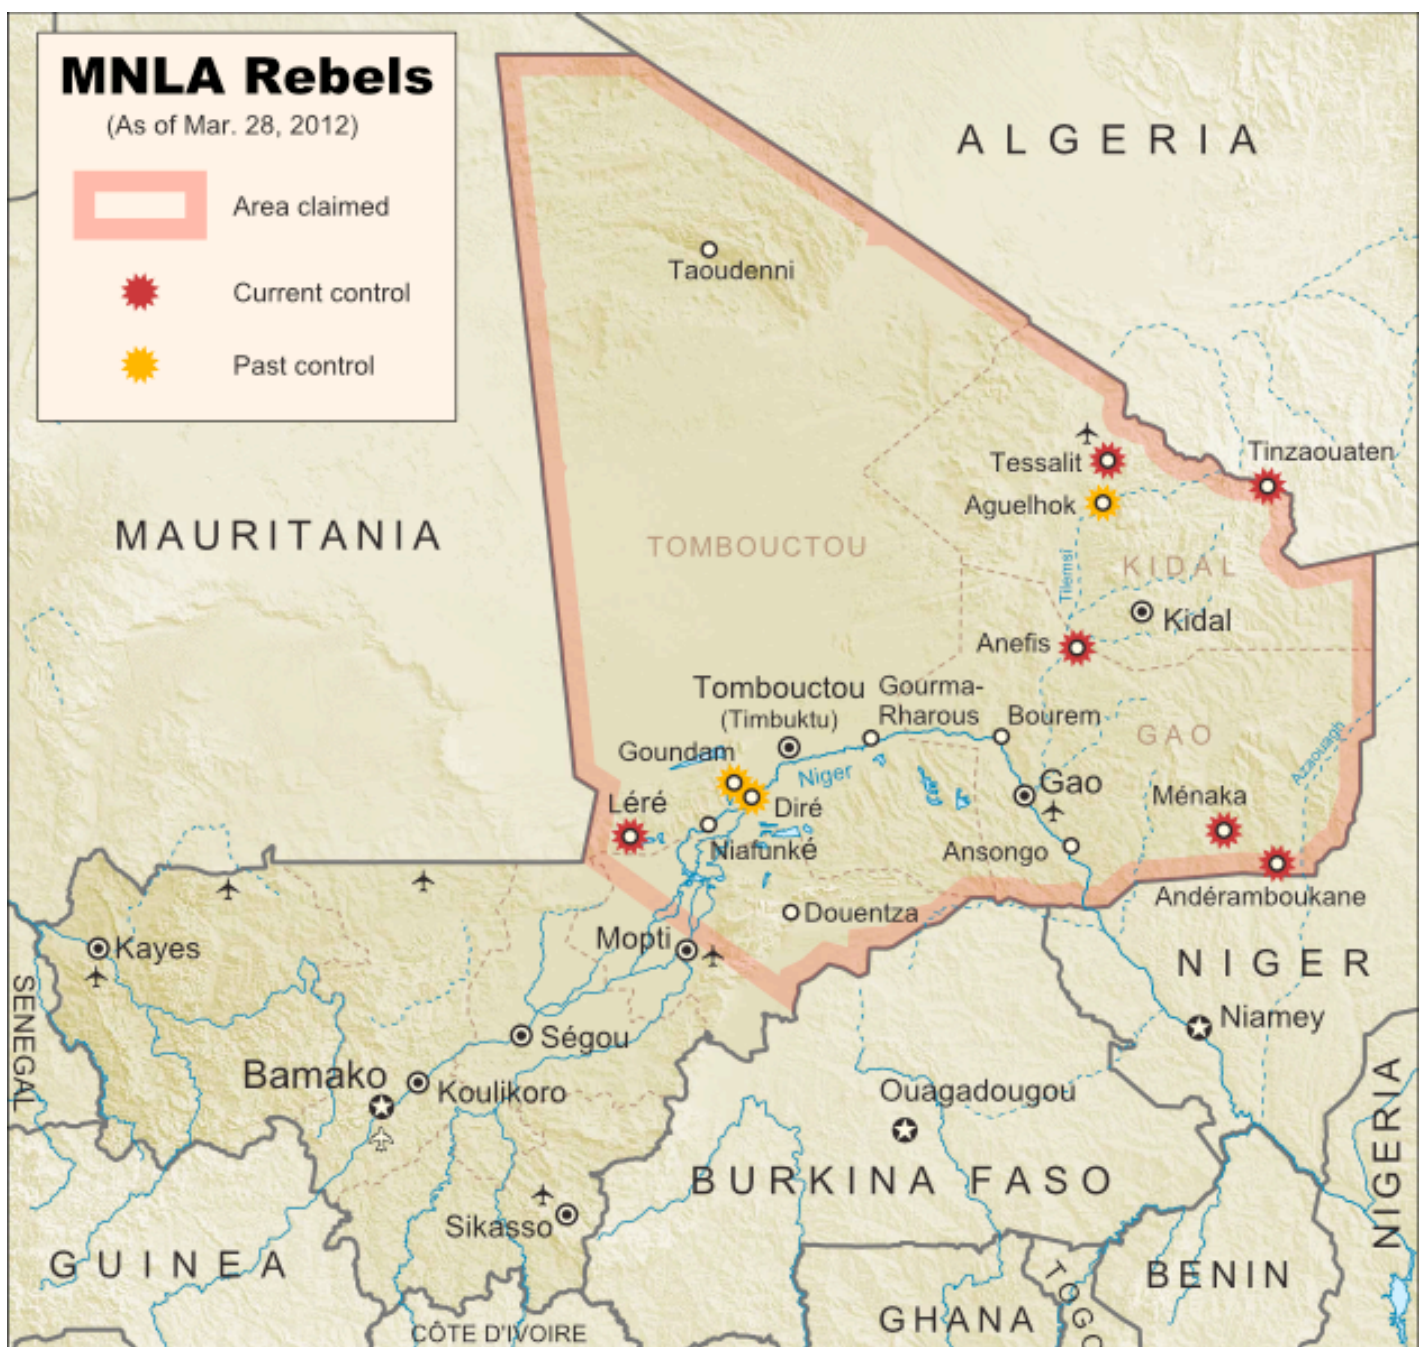 MNLA Rebels
(As of Mar. 28, 2012)
Area claimed
Current control
Past control
ALGERIA
Taoudenni
Tessalit
Tinzaouaten
Aguelhok
MAURITANIA
TOMBOUCTOU
Tilemsi
KIDAL
Kidal
Anefis
Tombouctou
(Timbuktu)
Gourma-
Rharous
Bourem
GAO
Azaouagh
Goundam
Niger
Gao
Ménaka
Léré
Diré
Niafunké
Ansongo
Andéramboukane
Douentza
Mopti
Kayes
NIGER
SENEGAL
Niamey
Ségou
Bamako
Koulikoro
Ouagadougou
BURKINA FASO
NIGERIA
Sikasso
GUINEA
BENIN
TOGO
GHANA
CÔTE D'IVOIRE